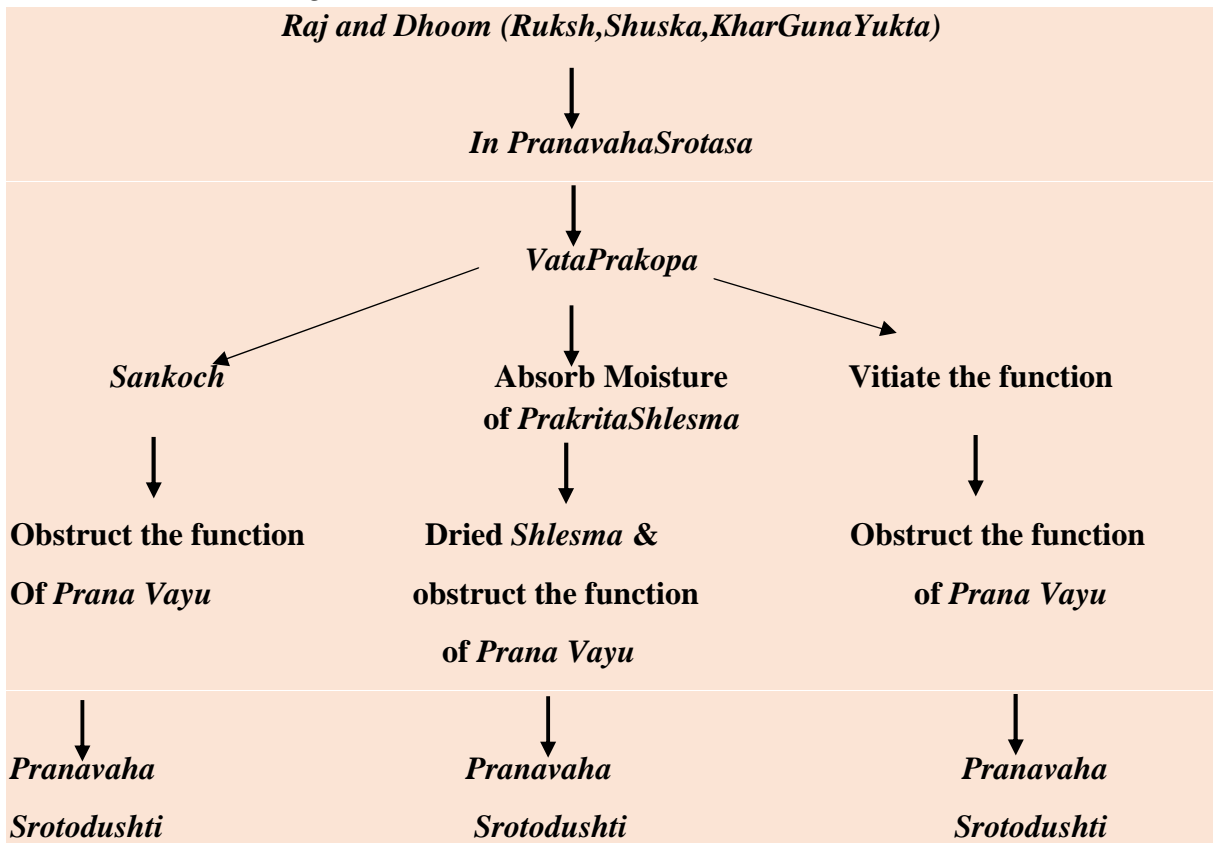 Raj and Dhoom (Ruksh,Shuska,KharGunaYukta)
In PranavahaSrotasa
VataPrakopa
Sankoch
Absorb Moisture
of PrakritaShlesma
Vitiate the function
Obstruct the function
Of Prana Vayu
Dried Shlesma &
obstruct the function
of Prana Vayu
Obstruct the function
of Prana Vayu
Pranavaha
Srotodushti
Pranavaha
Srotodushti
Pranavaha
Srotodushti